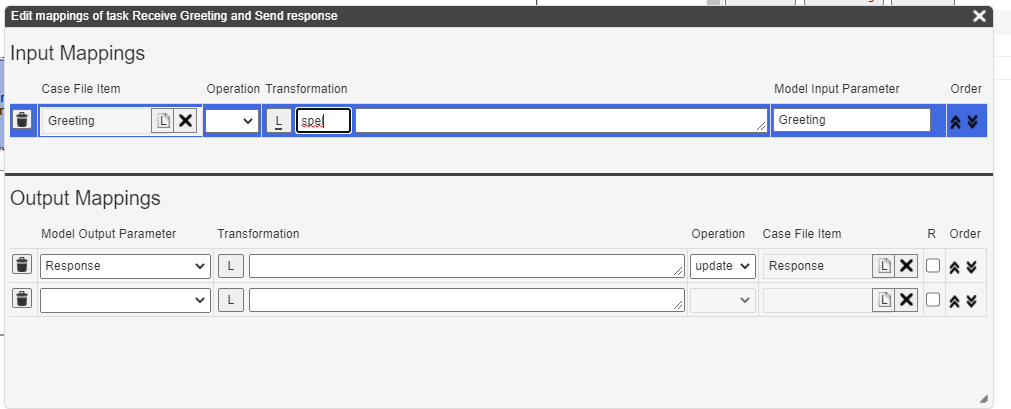 Edit mappings of task Receive Greeting and Send response
Input Mappings
Case File Item Operation Transformation Model Input Parameter Order
Greeting L L spel Greeting
Output Mappings
Model Output Parameter Transformation Operation Case File Item R Order
Response L update Response L
L L